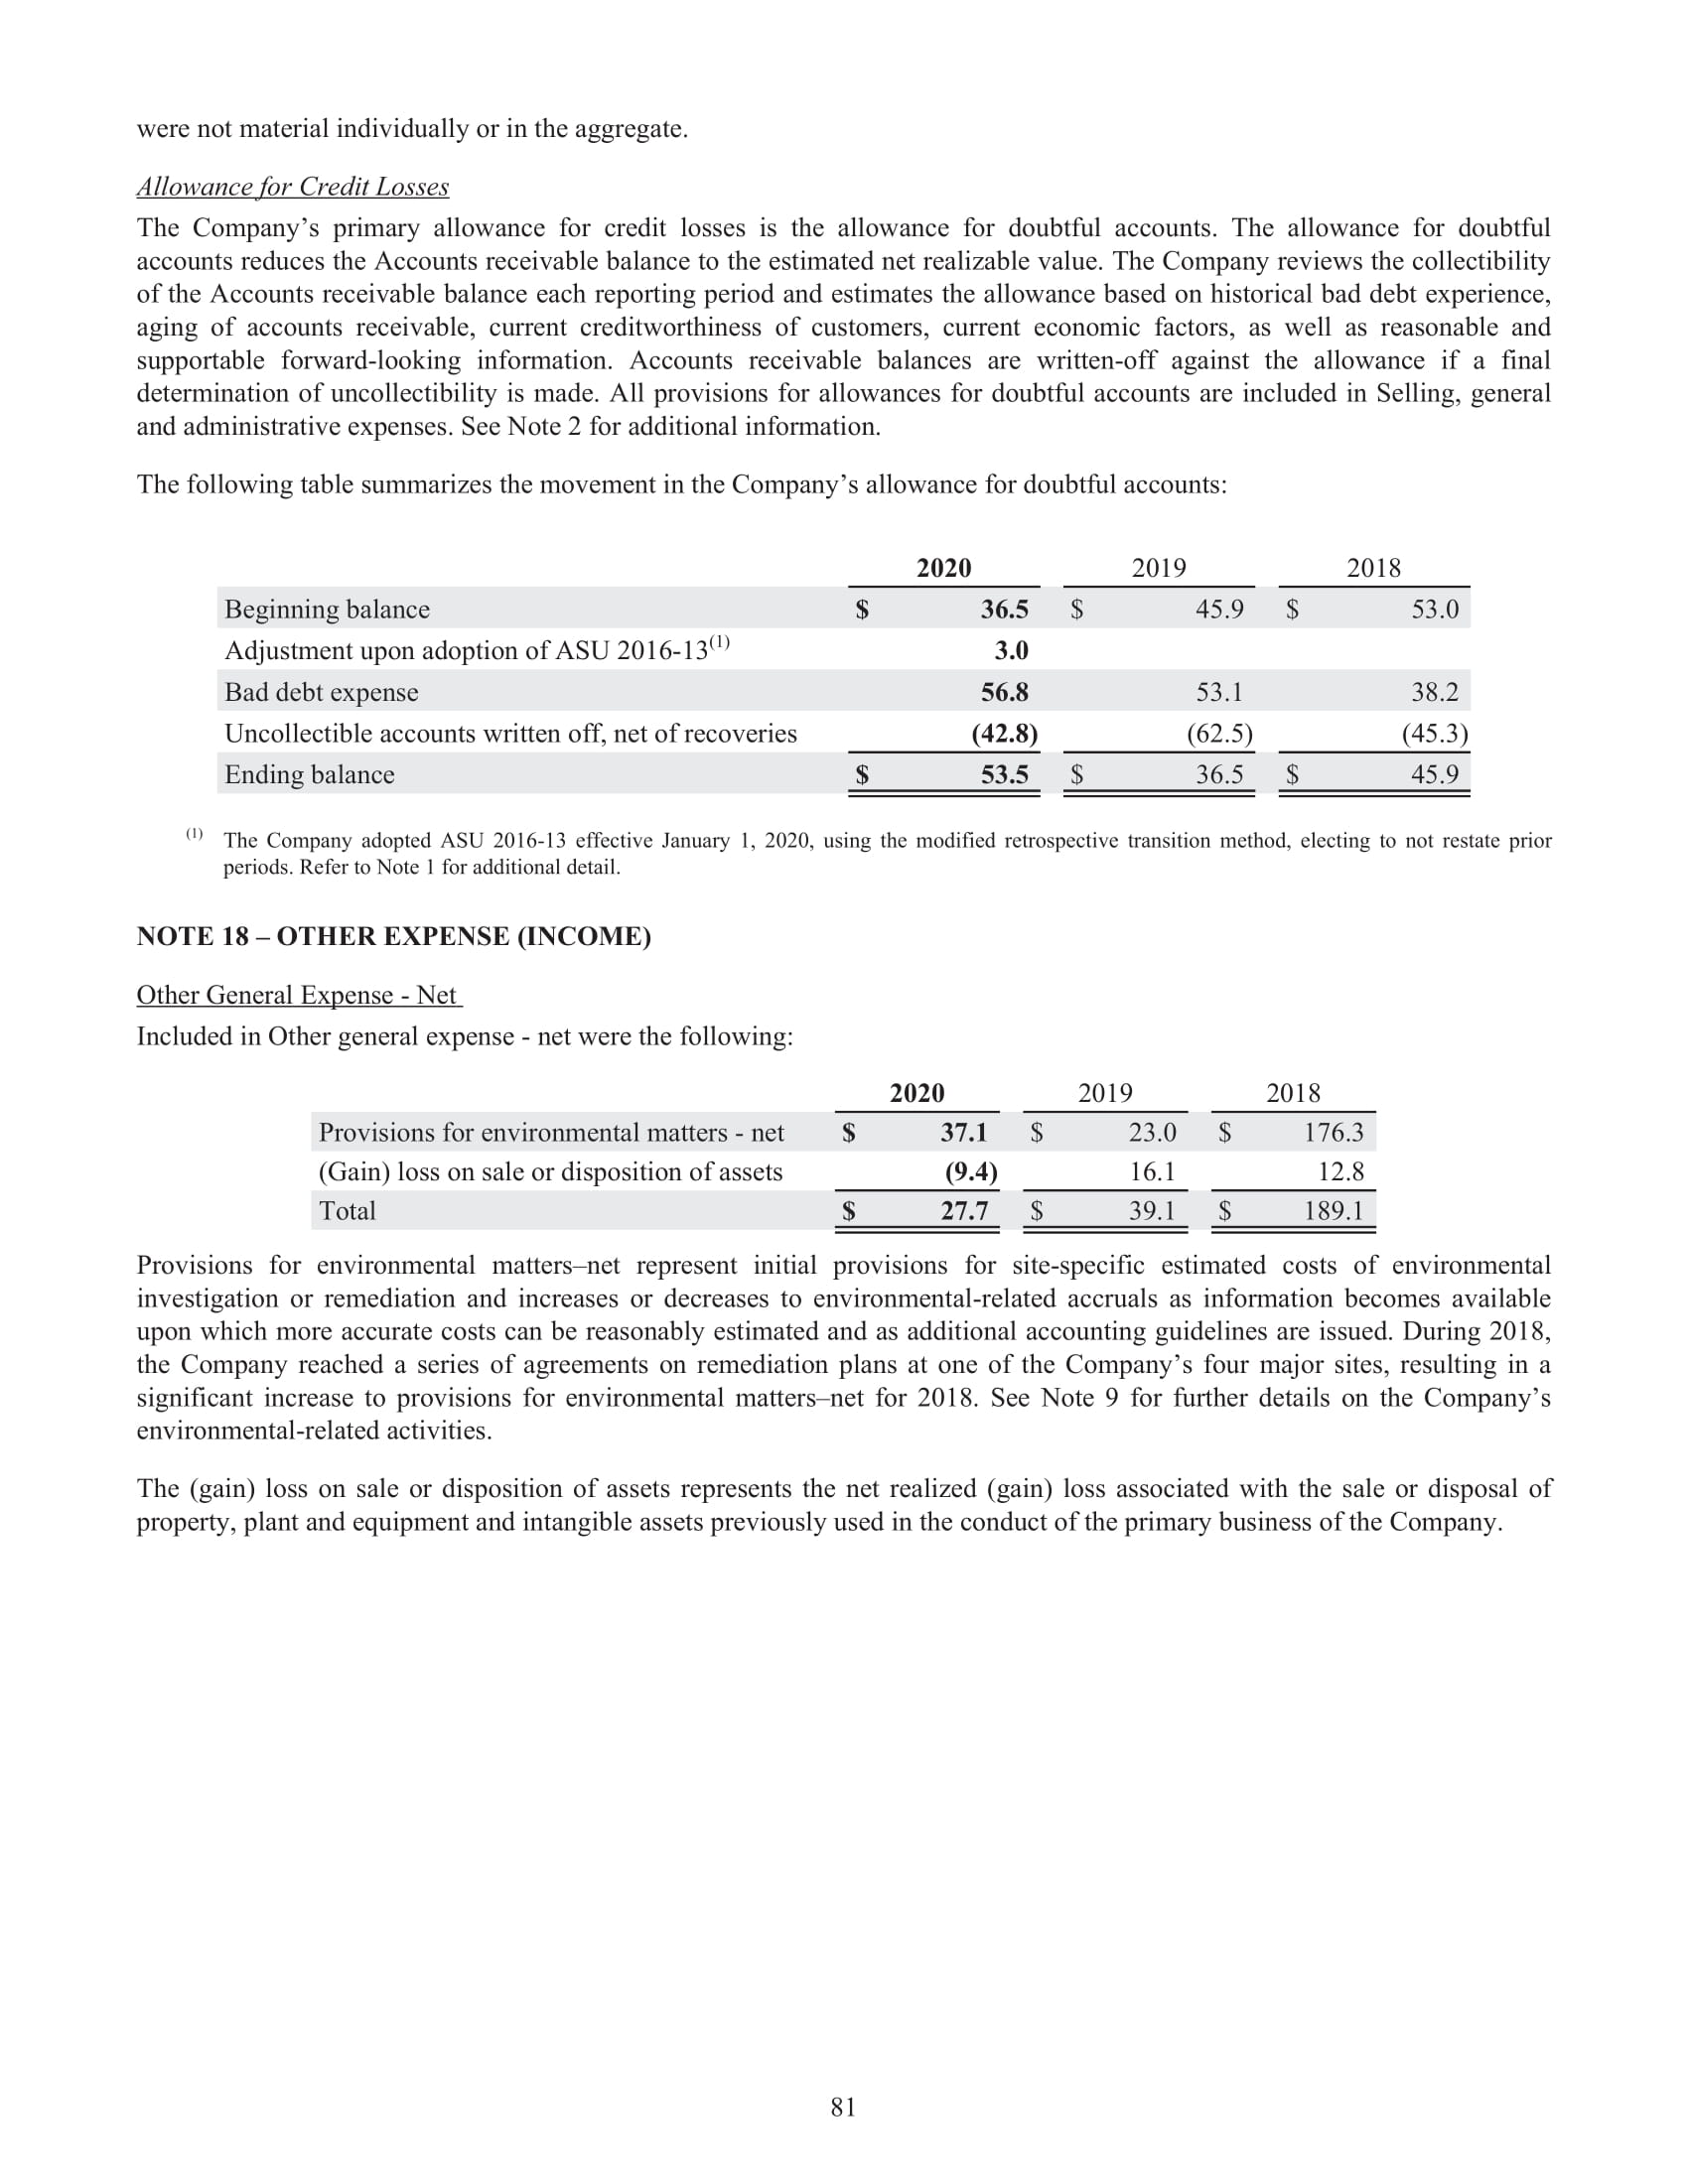 were not material individually or in the aggregate.
Allowance for Credit Losses
The Company’s primary allowance for credit losses is the allowance for doubtful accounts. The allowance for doubtful
accounts reduces the Accounts receivable balance to the estimated net realizable value. The Company reviews the collectibility
of the Accounts receivable balance each reporting period and estimates the allowance based on historical bad debt experience,
aging of accounts receivable, current creditworthiness of customers, current economic factors, as well as reasonable and
supportable forward-looking information. Accounts receivable balances are written-off against the allowance if a final
determination of uncollectibility is made. All provisions for allowances for doubtful accounts are included in Selling, general
and administrative expenses. See Note 2 for additional information.
The following table summarizes the movement in the Company’s allowance for doubtful accounts:
2020 2019 2018
Beginning balance $ 36.5 $ 45.9 $ 53.0
Adjustment upon adoption of ASU 2016-13(1) 3.0
Bad debt expense 56.8 53.1 38.2
Uncollectible accounts written off, net of recoveries (42.8) (62.5) (45.3)
Ending balance $ 53.5 $ 36.5 $ 45.9
(1) The Company adopted ASU 2016-13 effective January 1, 2020, using the modified retrospective transition method, electing to not restate prior
periods. Refer to Note 1 for additional detail.
NOTE 18 – OTHER EXPENSE (INCOME)
Other General Expense - Net
Included in Other general expense - net were the following:
2020 2019 2018
Provisions for environmental matters - net $ 37.1 $ 23.0 $ 176.3
(Gain) loss on sale or disposition of assets (9.4) 16.1 12.8
Total $ 27.7 $ 39.1 $ 189.1
Provisions for environmental matters–net represent initial provisions for site-specific estimated costs of environmental
investigation or remediation and increases or decreases to environmental-related accruals as information becomes available
upon which more accurate costs can be reasonably estimated and as additional accounting guidelines are issued. During 2018,
the Company reached a series of agreements on remediation plans at one of the Company’s four major sites, resulting in a
significant increase to provisions for environmental matters–net for 2018. See Note 9 for further details on the Company’s
environmental-related activities.
The (gain) loss on sale or disposition of assets represents the net realized (gain) loss associated with the sale or disposal of
property, plant and equipment and intangible assets previously used in the conduct of the primary business of the Company.
81